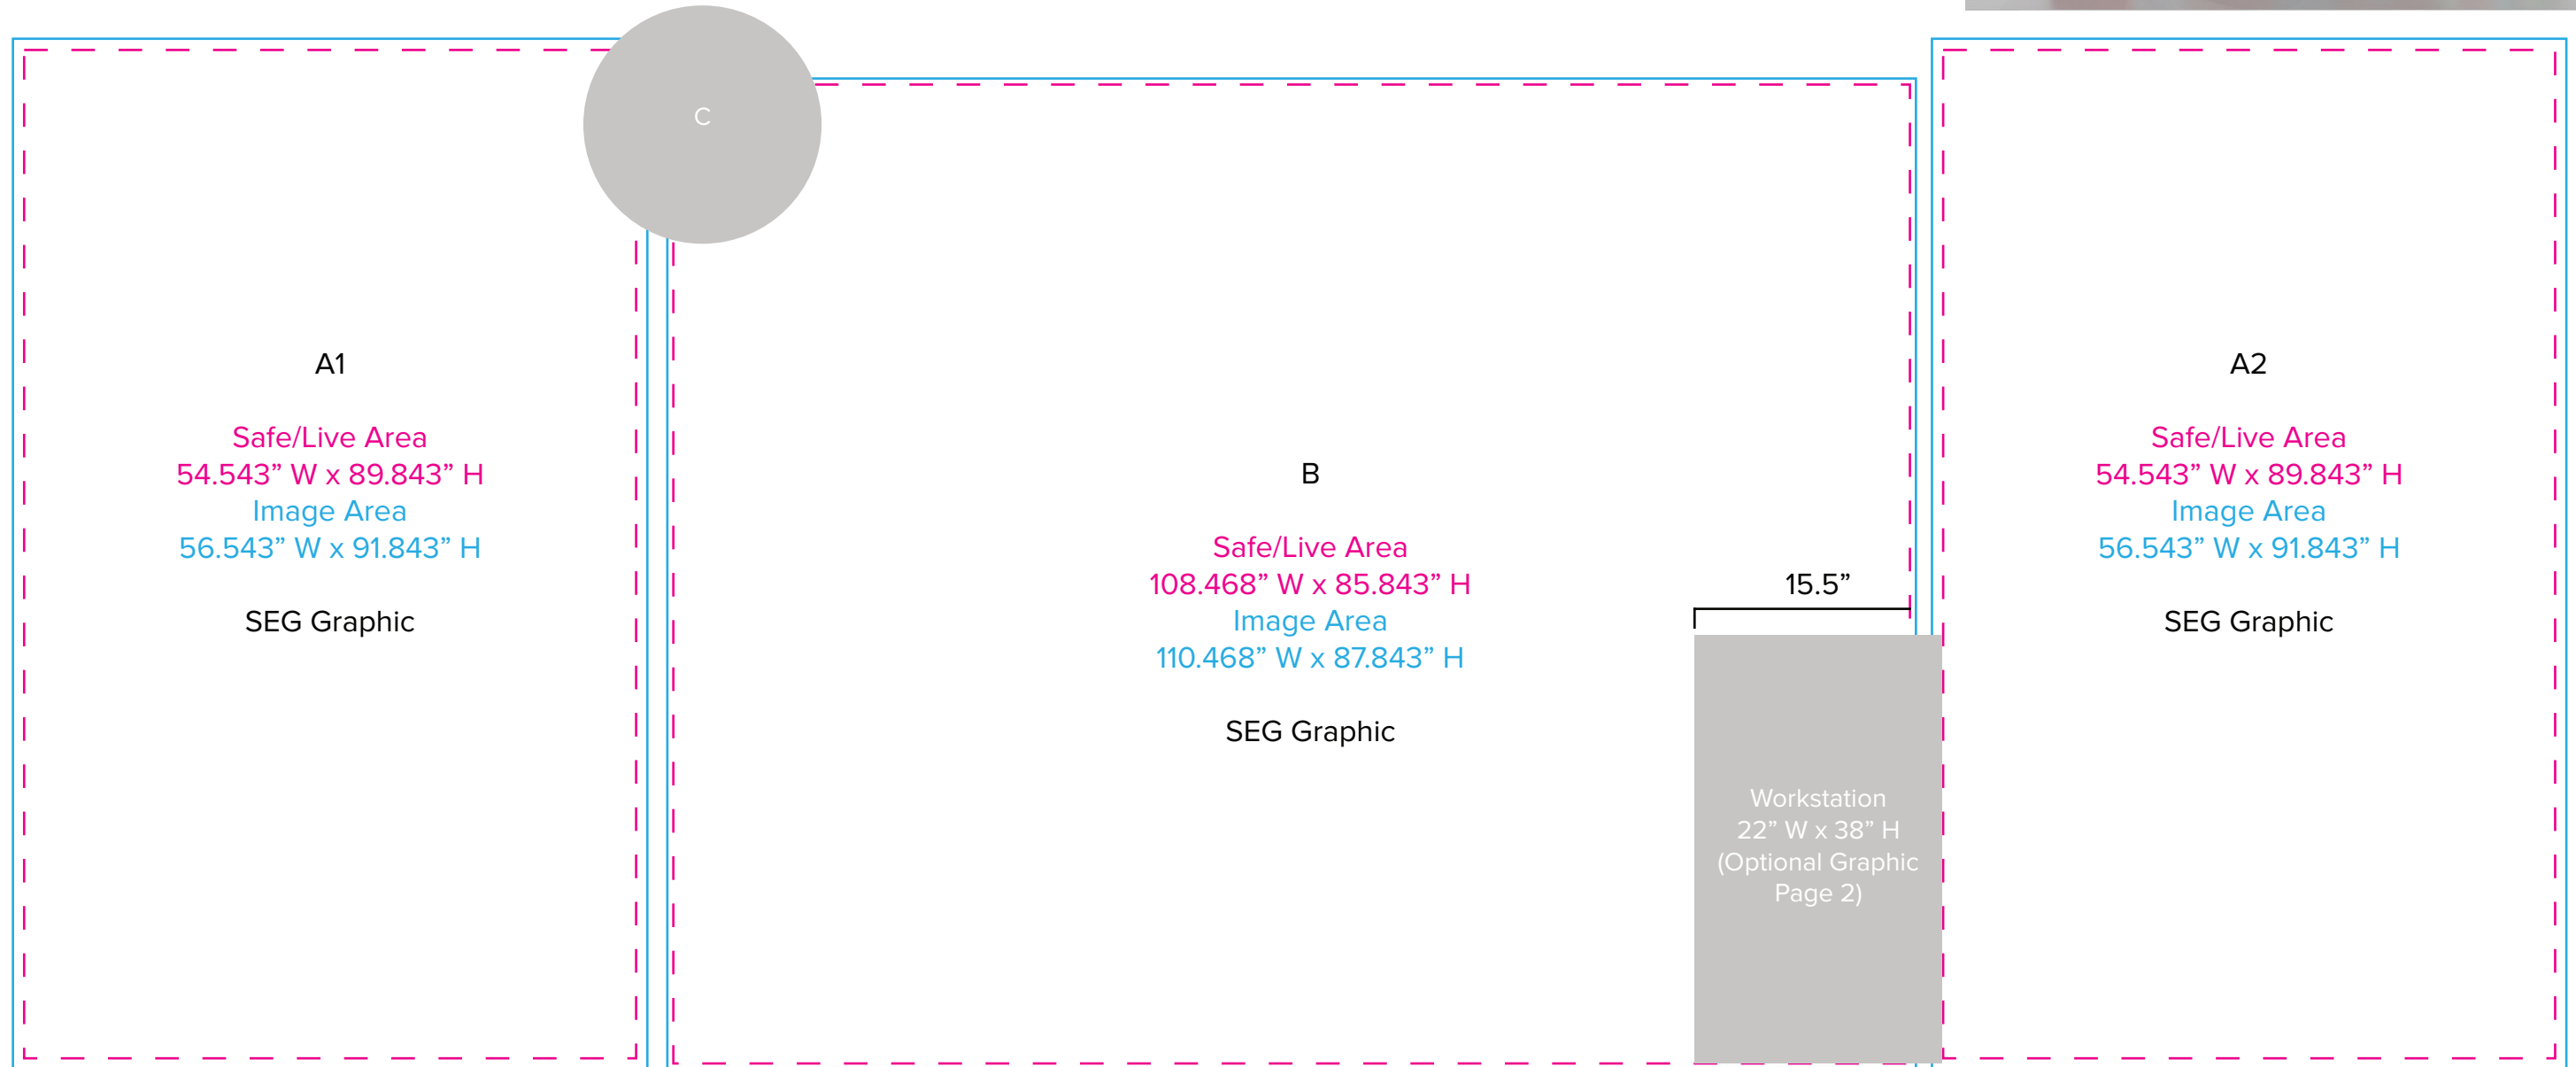 C
A1
Safe/Live Area
54.543” W x 89.843” H
Image Area
56.543” W x 91.843” H
SEG Graphic
B
Safe/Live Area
108.468” W x 85.843” H
Image Area
110.468” W x 87.843” H
SEG Graphic
15.5”
Workstation
22” W x 38” H
(Optional Graphic
Page 2)
A2
Safe/Live Area
54.543” W x 89.843” H
Image Area
56.543” W x 91.843” H
SEG Graphic